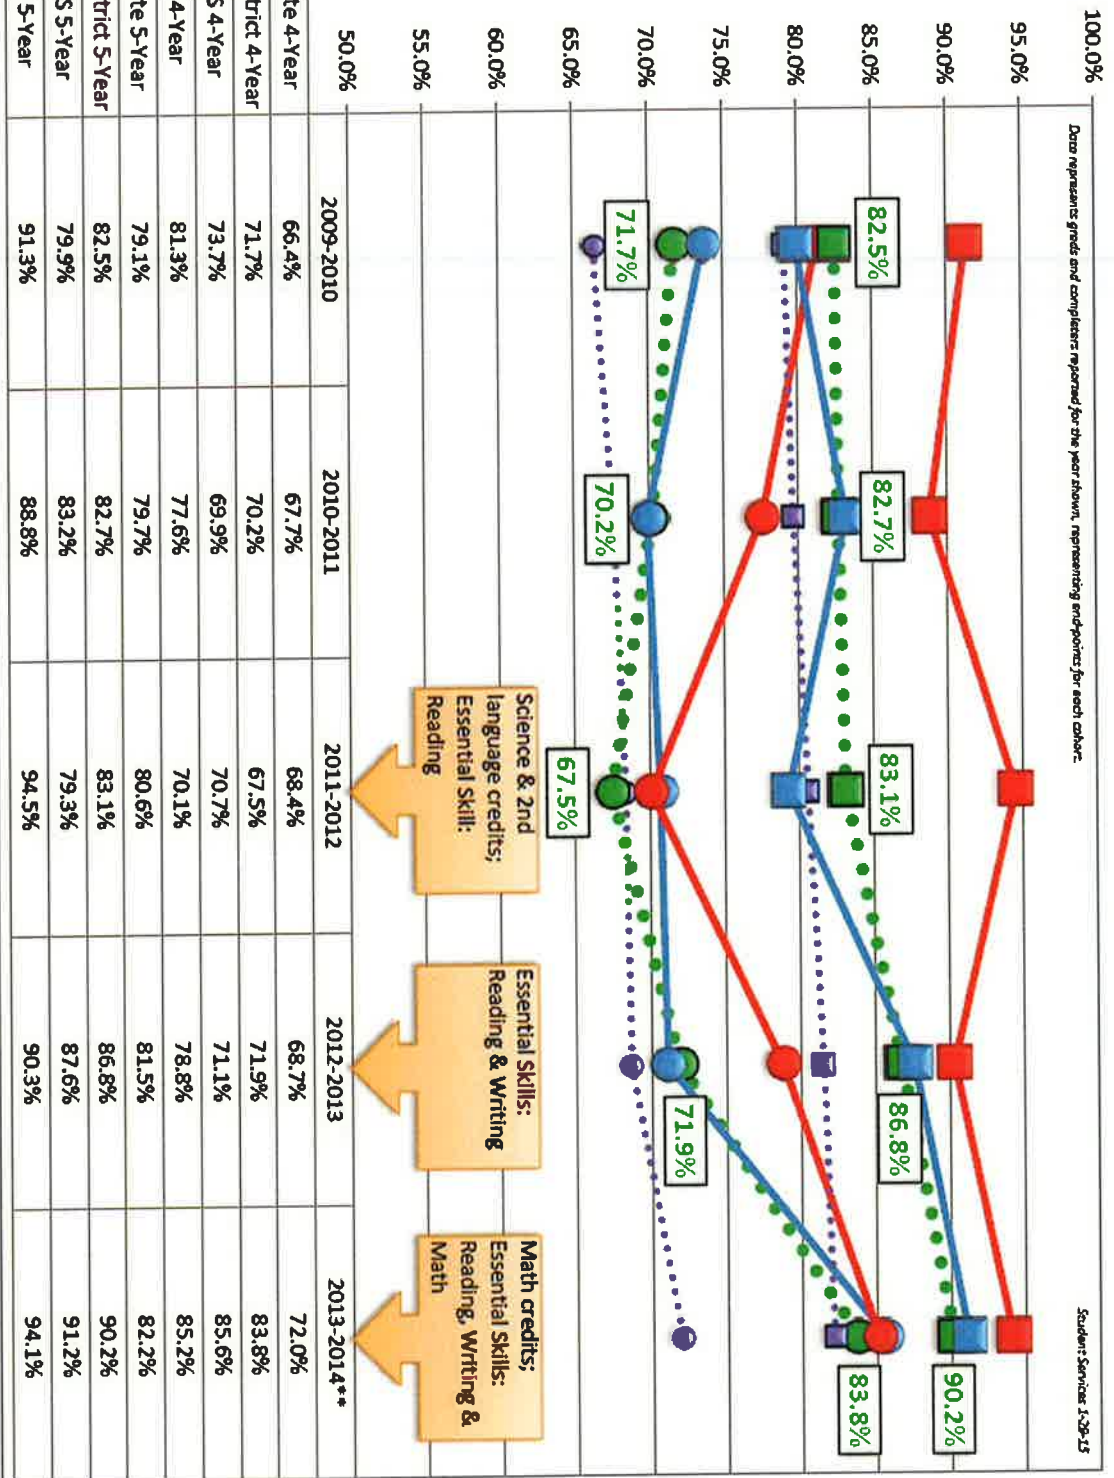 Data represents grads and completers reported for the year shown, representing end-points for each cohort.
Student Services 1-29-15
100.0%
95.0%
90.0%
85.0%
80.0%
75.0%
70.0%
65.0%
60.0%
55.0%
50.0%
82.5%
82.7%
83.1%
86.8%
90.2%
71.7%
70.2%
67.5%
71.9%
83.8%
Science & 2nd
language credits;
Essential Skill:
Reading
Essential Skills:
Reading & Writing
Math credits;
Essential Skills:
Reading, Writing &
Math
2009-2010 2010-2011 2011-2012 2012-2013 2013-2014**
te 4-Year 66.4% 67.7% 68.4% 68.7% 72.0%
trict 4-Year 71.7% 70.2% 67.5% 71.9% 83.8%
S 4-Year 73.7% 69.9% 70.7% 71.1% 85.6%
4-Year 81.3% 77.6% 70.1% 78.8% 85.2%
te 5-Year 79.1% 79.7% 80.6% 81.5% 82.2%
trict 5-Year 82.5% 82.7% 83.1% 86.8% 90.2%
S 5-Year 79.9% 83.2% 79.3% 87.6% 91.2%
5-Year 91.3% 88.8% 94.5% 90.3% 94.1%